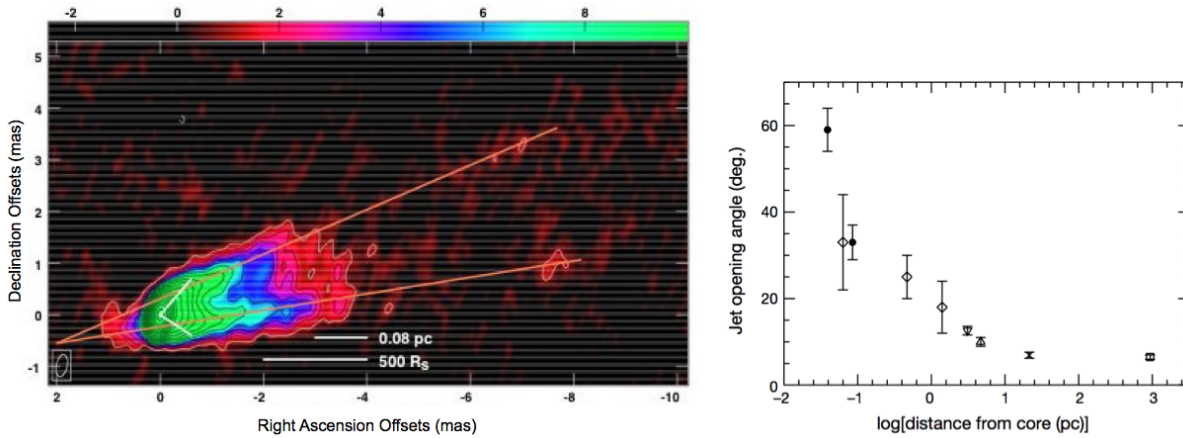 -2 0 2 4 6 8
Declination Offsets (mas)
5
4
3
2
1
0
-1
0.08 pc
500 Rs
2 0 -2 -4 -6 -8 -10
Right Ascension Offsets (mas)
Jet opening angle (deg.)
60
40
20
0
-2 -1 0 1 2 3
log[distance from core (pc)]